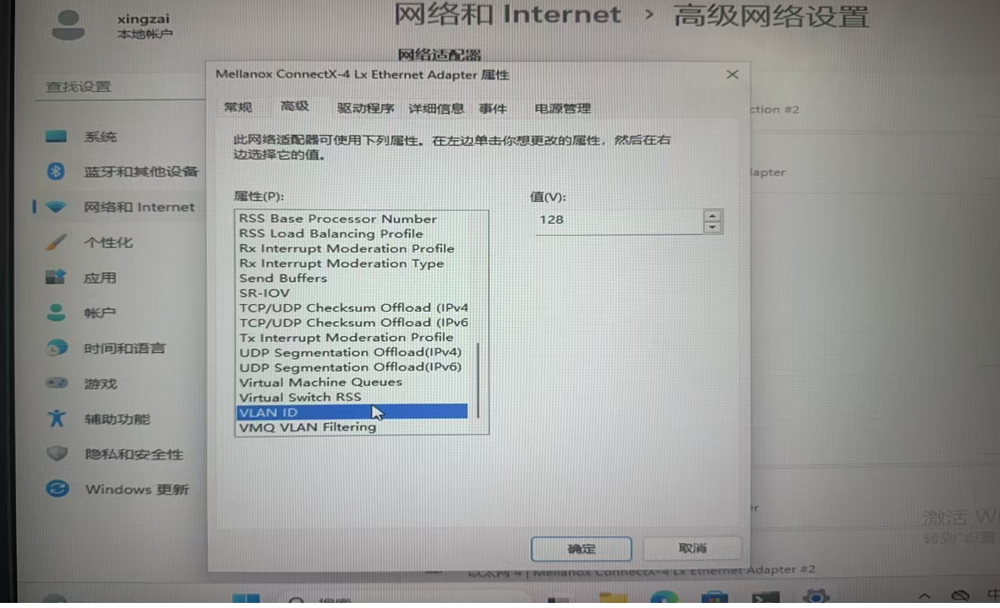 xingzai
本地帐户
网络和 Internet › 高级网络设置
网络适配器
查找设置
系统
蓝牙和其他设备
网络和 Internet
个性化
应用
帐户
时间和语言
游戏
辅助功能
隐私和安全性
Windows 更新
Mellanox ConnectX-4 Lx Ethernet Adapter 属性
常规 高级 驱动程序 详细信息 事件 电源管理
此网络适配器可使用下列属性。在左边单击你想更改的属性，然后在右
边选择它的值。
属性(P):
RSS Base Processor Number
RSS Load Balancing Profile
Rx Interrupt Moderation Profile
Rx Interrupt Moderation Type
Send Buffers
SR-IOV
TCP/UDP Checksum Offload (IPv4
TCP/UDP Checksum Offload (IPv6
Tx Interrupt Moderation Profile
UDP Segmentation Offload(IPv4)
UDP Segmentation Offload(IPv6)
Virtual Machine Queues
Virtual Switch RSS
VLAN ID
VMQ VLAN Filtering
值(V):
128
确定 取消
ction #2
lapter
er
激活 W
转到"设置
以太网 4 | Mellanox ConnectX-4 Lx Ethernet Adapter #2
搜索
中